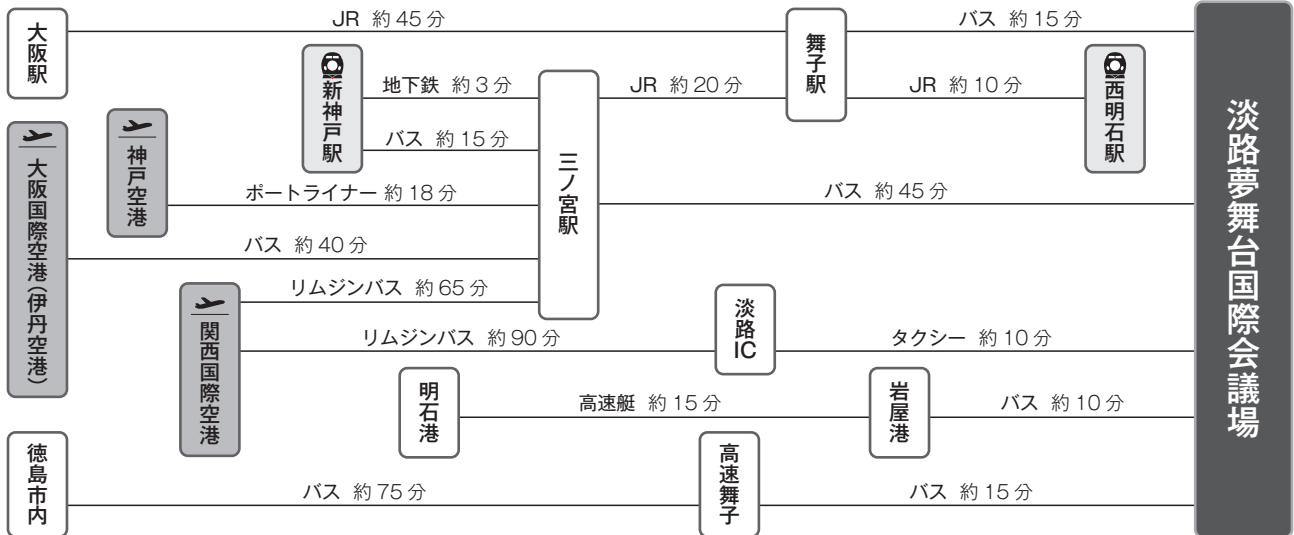 大阪駅
JR 約45分
舞子駅
バス 約15分
新神戸駅
地下鉄 約3分
バス 約15分
三ノ宮駅
JR 約20分
JR 約10分
西明石駅
神戸空港
ポートライナー 約18分
バス 約45分
大阪国際空港(伊丹空港)
バス 約40分
関西国際空港
リムジンバス 約65分
リムジンバス 約90分
淡路IC
タクシー 約10分
明石港
高速艇 約15分
岩屋港
バス 約10分
徳島市内
バス 約75分
高速舞子
バス 約15分
淡路夢舞台国際会議場